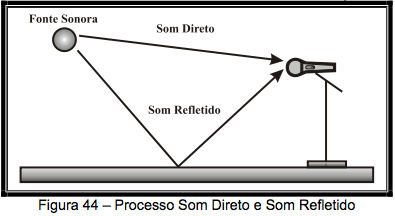 Fonte Sonora
Som Direto
Som Refletido
Figura 44 – Processo Som Direto e Som Refletido